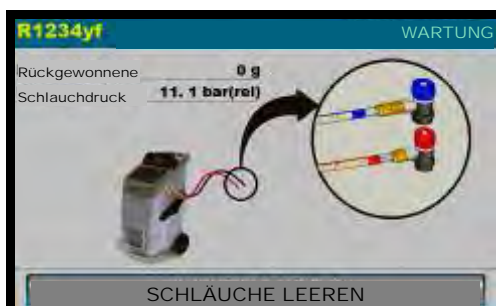 R1234yf
WARTUNG
Rückgewonnene 0 g
Schlauchdruck 11. 1 bar(rel)
SCHLÄUCHE LEEREN